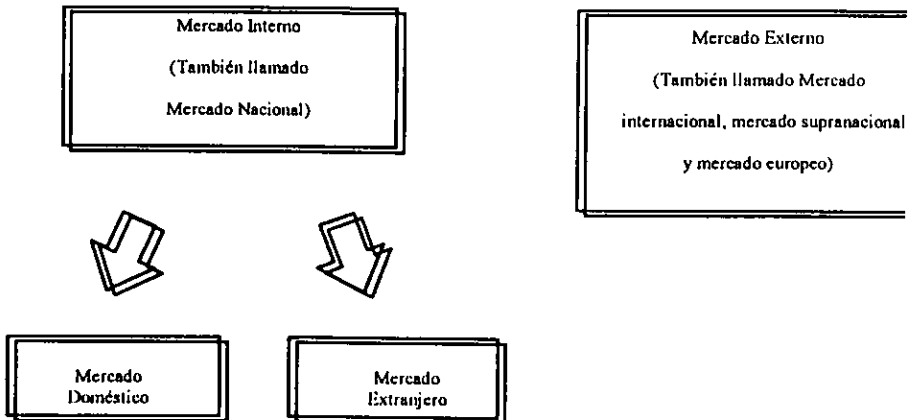 Mercado Interno
(También llamado
Mercado Nacional)
Mercado Externo
(También llamado Mercado
internacional, mercado supranacional
y mercado europeo)
Mercado
Doméstico
Mercado
Extranjero